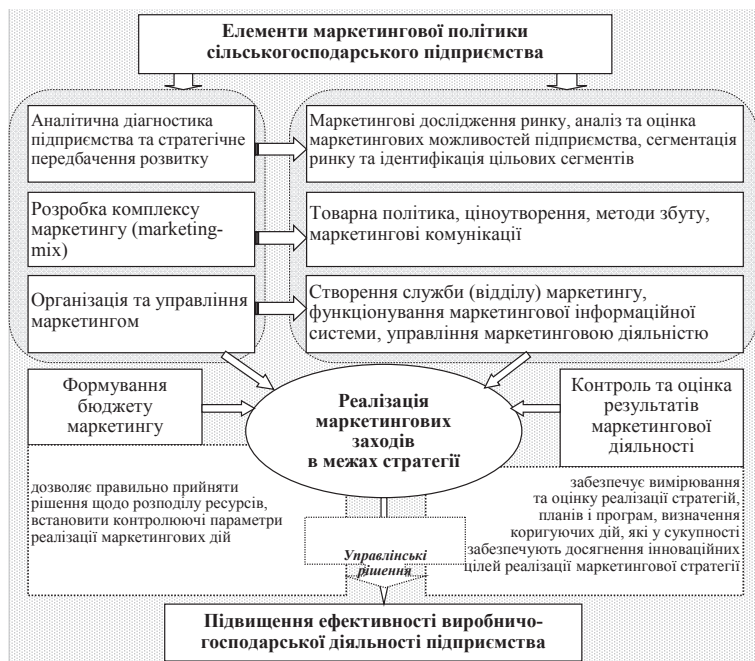 Елементи маркетингової політики
сільськогосподарського підприємства
Аналітична діагностика
підприємства та стратегічне
передбачення розвитку
Маркетингові дослідження ринку, аналіз та оцінка
маркетингових можливостей підприємства, сегментація
ринку та ідентифікація цільових сегментів
Розробка комплексу
маркетингу (marketing-
mix)
Товарна політика, ціноутворення, методи збуту,
маркетингові комунікації
Організація та управління
маркетингом
Створення служби (відділу) маркетингу,
функціонування маркетингової інформаційної
системи, управління маркетинговою діяльністю
Формування
бюджету
маркетингу
Реалізація
маркетингових
заходів
в межах стратегії
Контроль та оцінка
результатів
маркетингової
діяльності
дозволяє правильно прийняти
рішення щодо розподілу ресурсів,
встановити контролюючі параметри
реалізації маркетингових дій
забезпечує вимірювання
та оцінку реалізації стратегій,
планів і програм, визначення
коригуючих дій, які у сукупності
забезпечують досягнення інноваційних
цілей реалізації маркетингової стратегії
Управлінські
рішення
Підвищення ефективності виробничо-
господарської діяльності підприємства